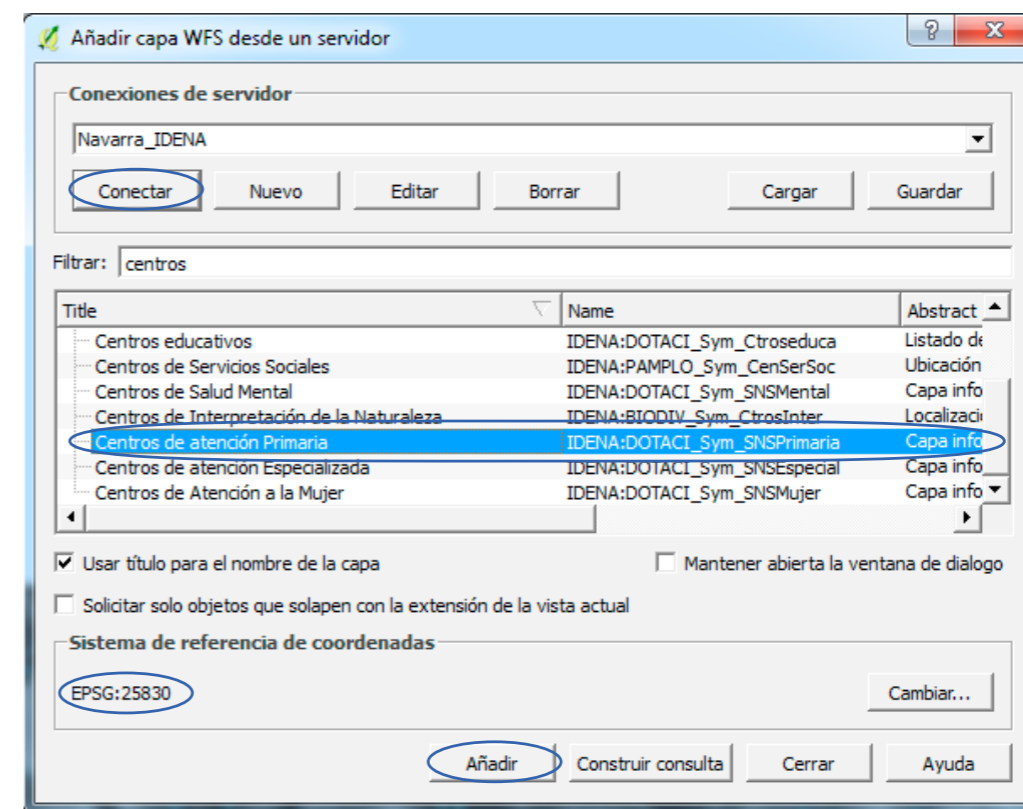 Añadir capa WFS desde un servidor
Conexiones de servidor
Navarra_IDENA
Conectar Nuevo Editar Borrar Cargar Guardar
Filtrar: centros
Title Name Abstract
Centros educativos IDENA:DOTACI_Sym_Ctroseduca Listado de
Centros de Servicios Sociales IDENA:PAMPLO_Sym_CenSerSoc Ubicación
Centros de Salud Mental IDENA:DOTACI_Sym_SNSMental Capa info
Centros de Interpretación de la Naturaleza IDENA:BIODIV_Sym_CtrosInter Localizaci
Centros de atención Primaria IDENA:DOTACI_Sym_SNSPrimaria Capa info
Centros de atención Especializada IDENA:DOTACI_Sym_SNSEspecial Capa info
Centros de Atención a la Mujer IDENA:DOTACI_Sym_SNSMujer Capa info
Usar título para el nombre de la capa Mantener abierta la ventana de dialogo
Solicitar solo objetos que solapen con la extensión de la vista actual
Sistema de referencia de coordenadas
EPSG:25830 Cambiar...
Añadir Construir consulta Cerrar Ayuda